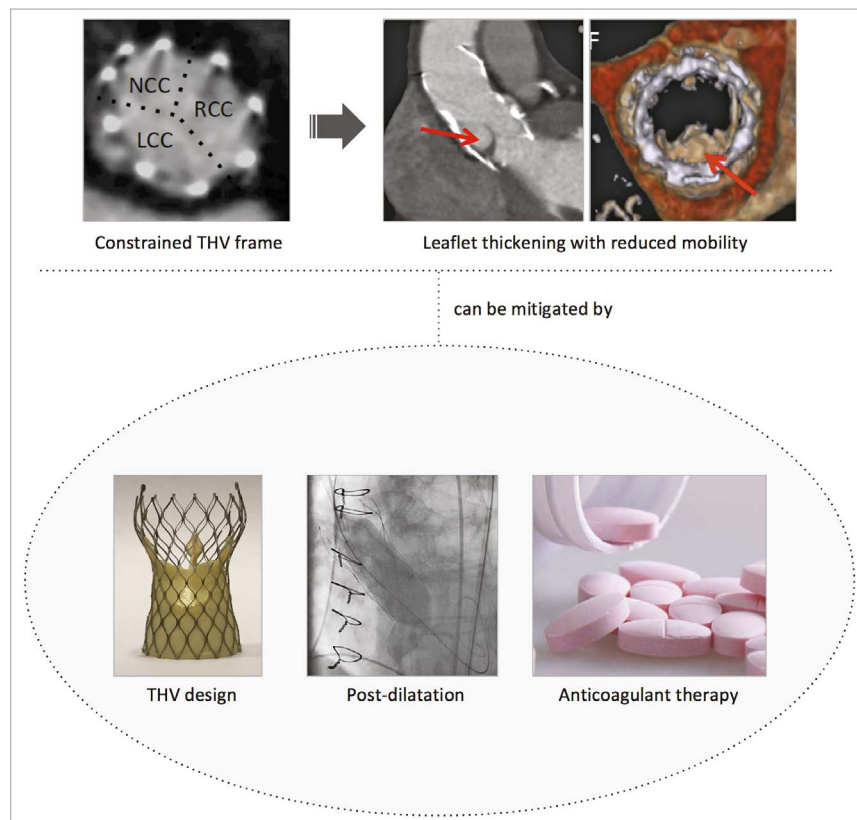 NCC
RCC
LCC
F
Constrained THV frame
Leaflet thickening with reduced mobility
can be mitigated by
THV design
Post-dilatation
Anticoagulant therapy